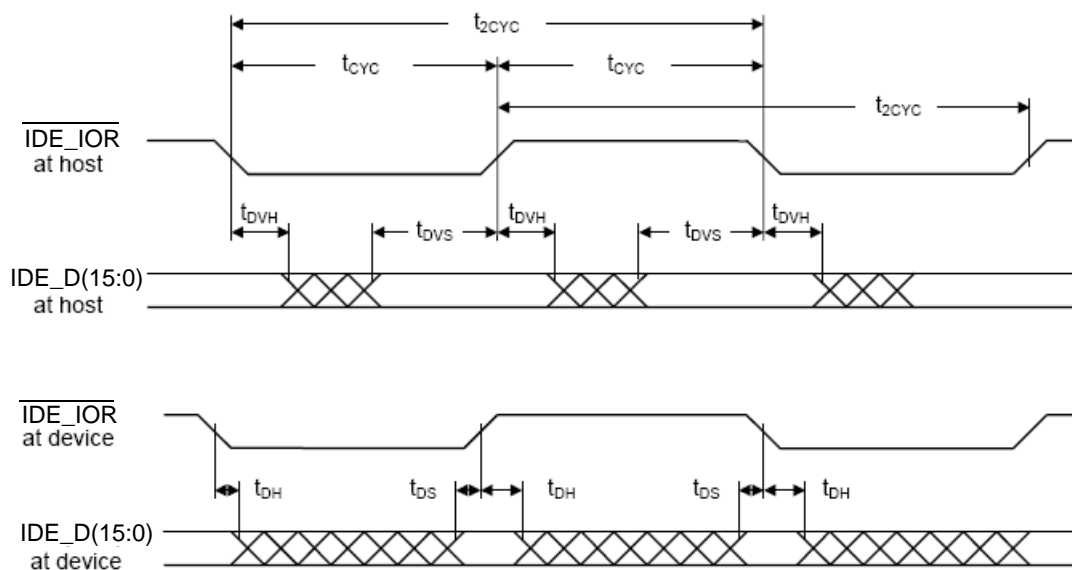 t2CYC
tCYC tCYC
t2CYC
IDE_IOR
at host
tDVH tDVS tDVH tDVS tDVH
IDE_D(15:0)
at host
IDE_IOR
at device
tDH tDS tDH tDS tDH
IDE_D(15:0)
at device